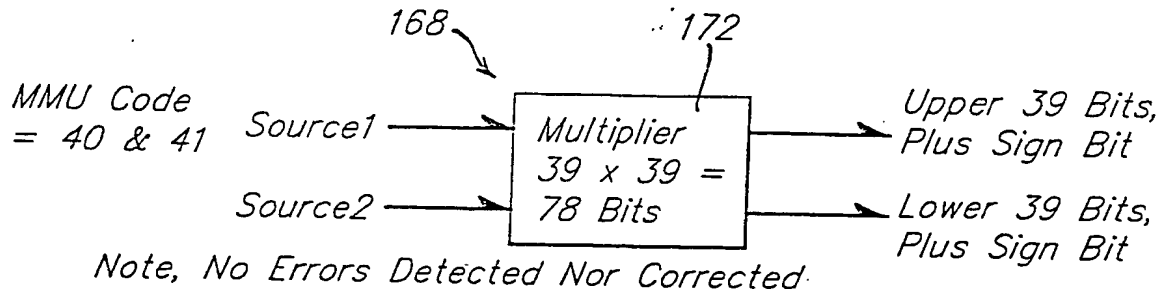 168
172
MMU Code
= 40 & 41
Source1
Source2
Multiplier
39 x 39 =
78 Bits
Upper 39 Bits,
Plus Sign Bit
Lower 39 Bits,
Plus Sign Bit
Note, No Errors Detected Nor Corrected